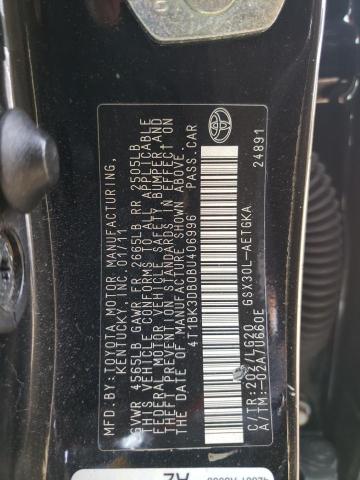 MFD. BY: TOYOTA MOTOR MANUFACTURING,
KENTUCKY, INC. 01/11
GVWR 4565LB GAWR FR 2665LB RR 2505LB
THIS VEHICLE CONFORMS TO ALL APPLICABLE
FEDERAL MOTOR VEHICLE SAFETY BUMPER, AND
THEFT PREVENTION STANDARDS IN EFFECT ON
THE DATE OF MANUFACTURE SHOWN ABOVE.
4T1BK3DB0BU406996 PASS.CAR
C/TR: 202/LG20 GSX30L-AETGKA
A/TM: -02A/U660E 24891
AZ